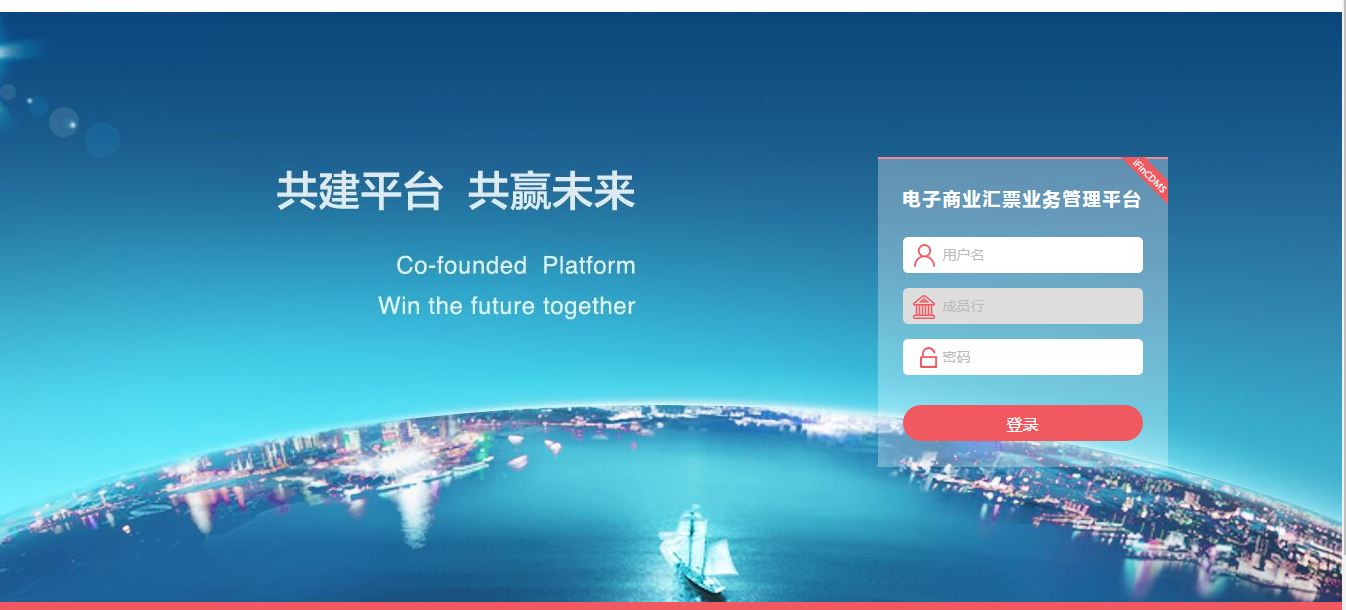 共建平台 共赢未来
Co-founded Platform
Win the future together
iFinCDMS
电子商业汇票业务管理平台
用户名
成员行
密码
登录